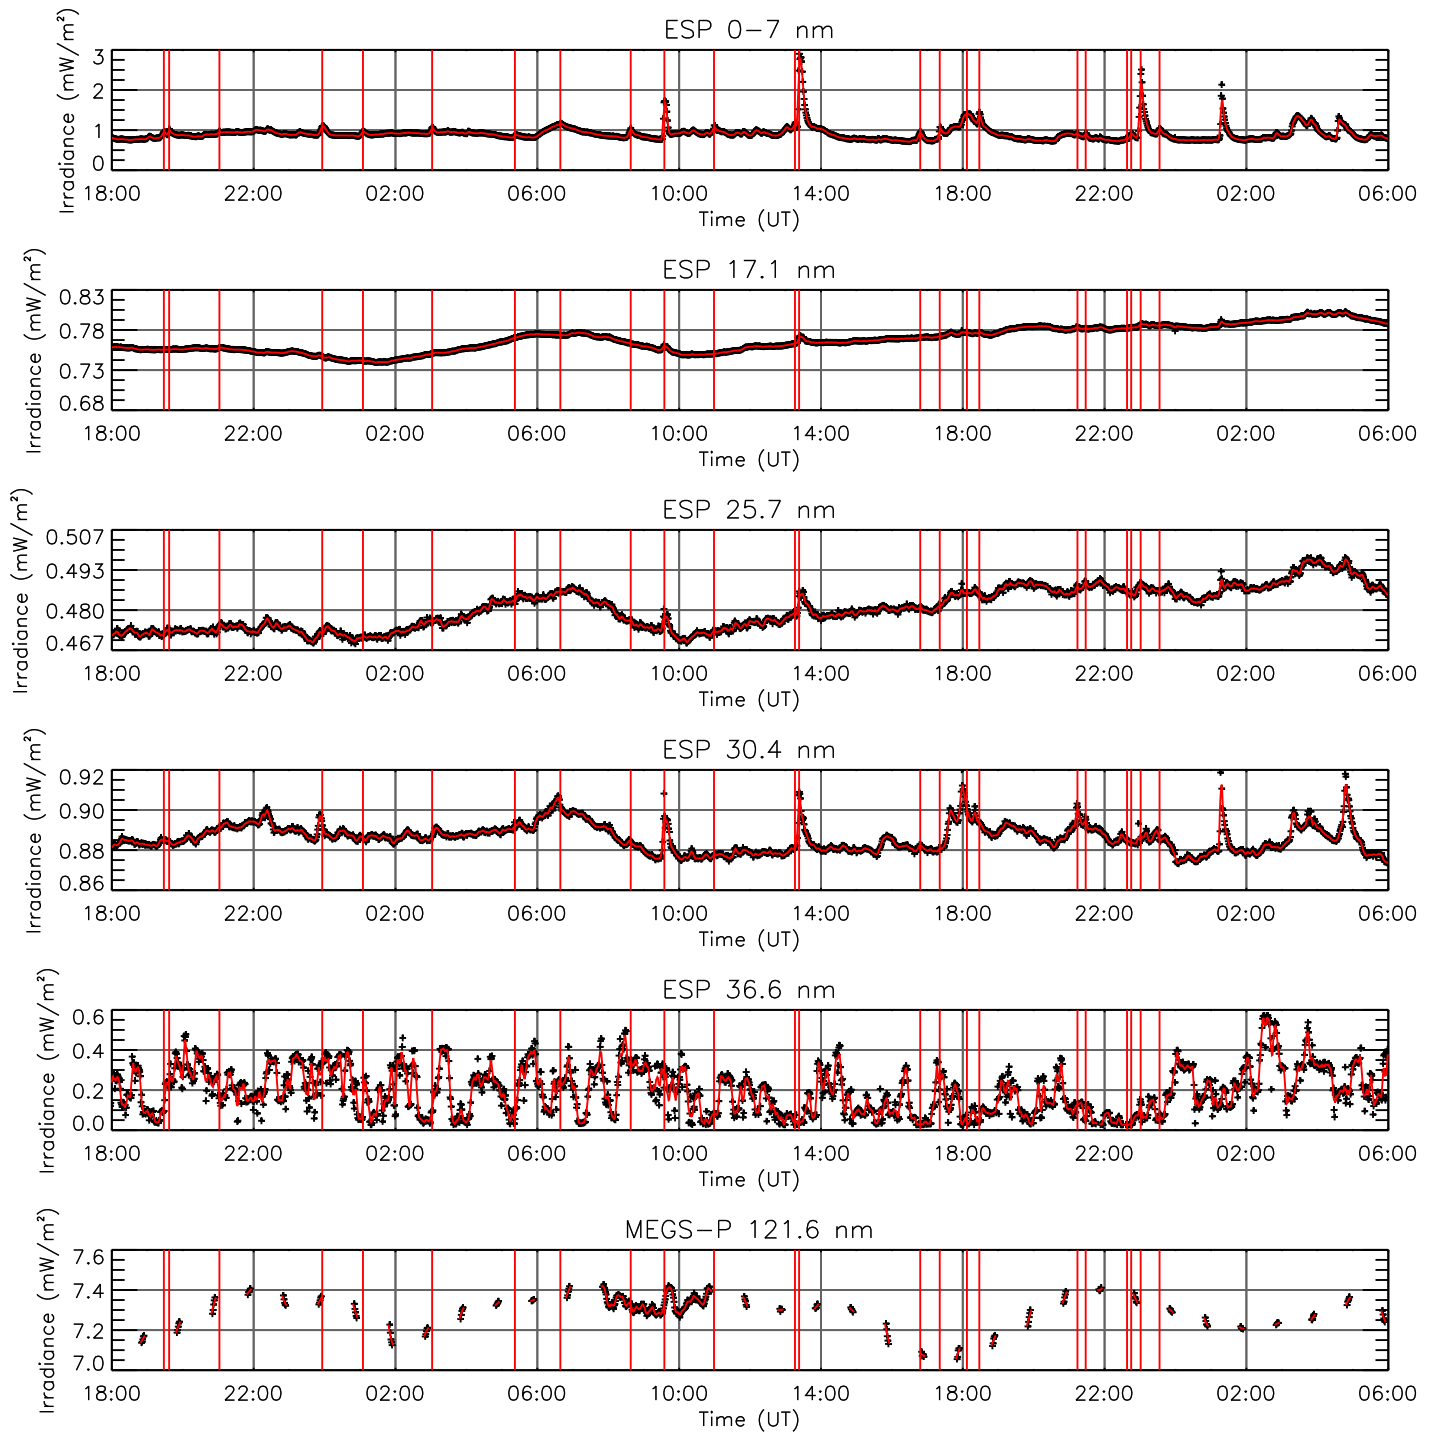 ESP 0−7 nm
Irradiance (mW/m²)
3
2
1
0
18:00 22:00 02:00 06:00 10:00 14:00 18:00 22:00 02:00 06:00
Time (UT)
ESP 17.1 nm
Irradiance (mW/m²)
0.83
0.78
0.73
0.68
18:00 22:00 02:00 06:00 10:00 14:00 18:00 22:00 02:00 06:00
Time (UT)
ESP 25.7 nm
Irradiance (mW/m²)
0.507
0.493
0.480
0.467
18:00 22:00 02:00 06:00 10:00 14:00 18:00 22:00 02:00 06:00
Time (UT)
ESP 30.4 nm
Irradiance (mW/m²)
0.92
0.90
0.88
0.86
18:00 22:00 02:00 06:00 10:00 14:00 18:00 22:00 02:00 06:00
Time (UT)
ESP 36.6 nm
Irradiance (mW/m²)
0.6
0.4
0.2
0.0
18:00 22:00 02:00 06:00 10:00 14:00 18:00 22:00 02:00 06:00
Time (UT)
MEGS−P 121.6 nm
Irradiance (mW/m²)
7.6
7.4
7.2
7.0
18:00 22:00 02:00 06:00 10:00 14:00 18:00 22:00 02:00 06:00
Time (UT)